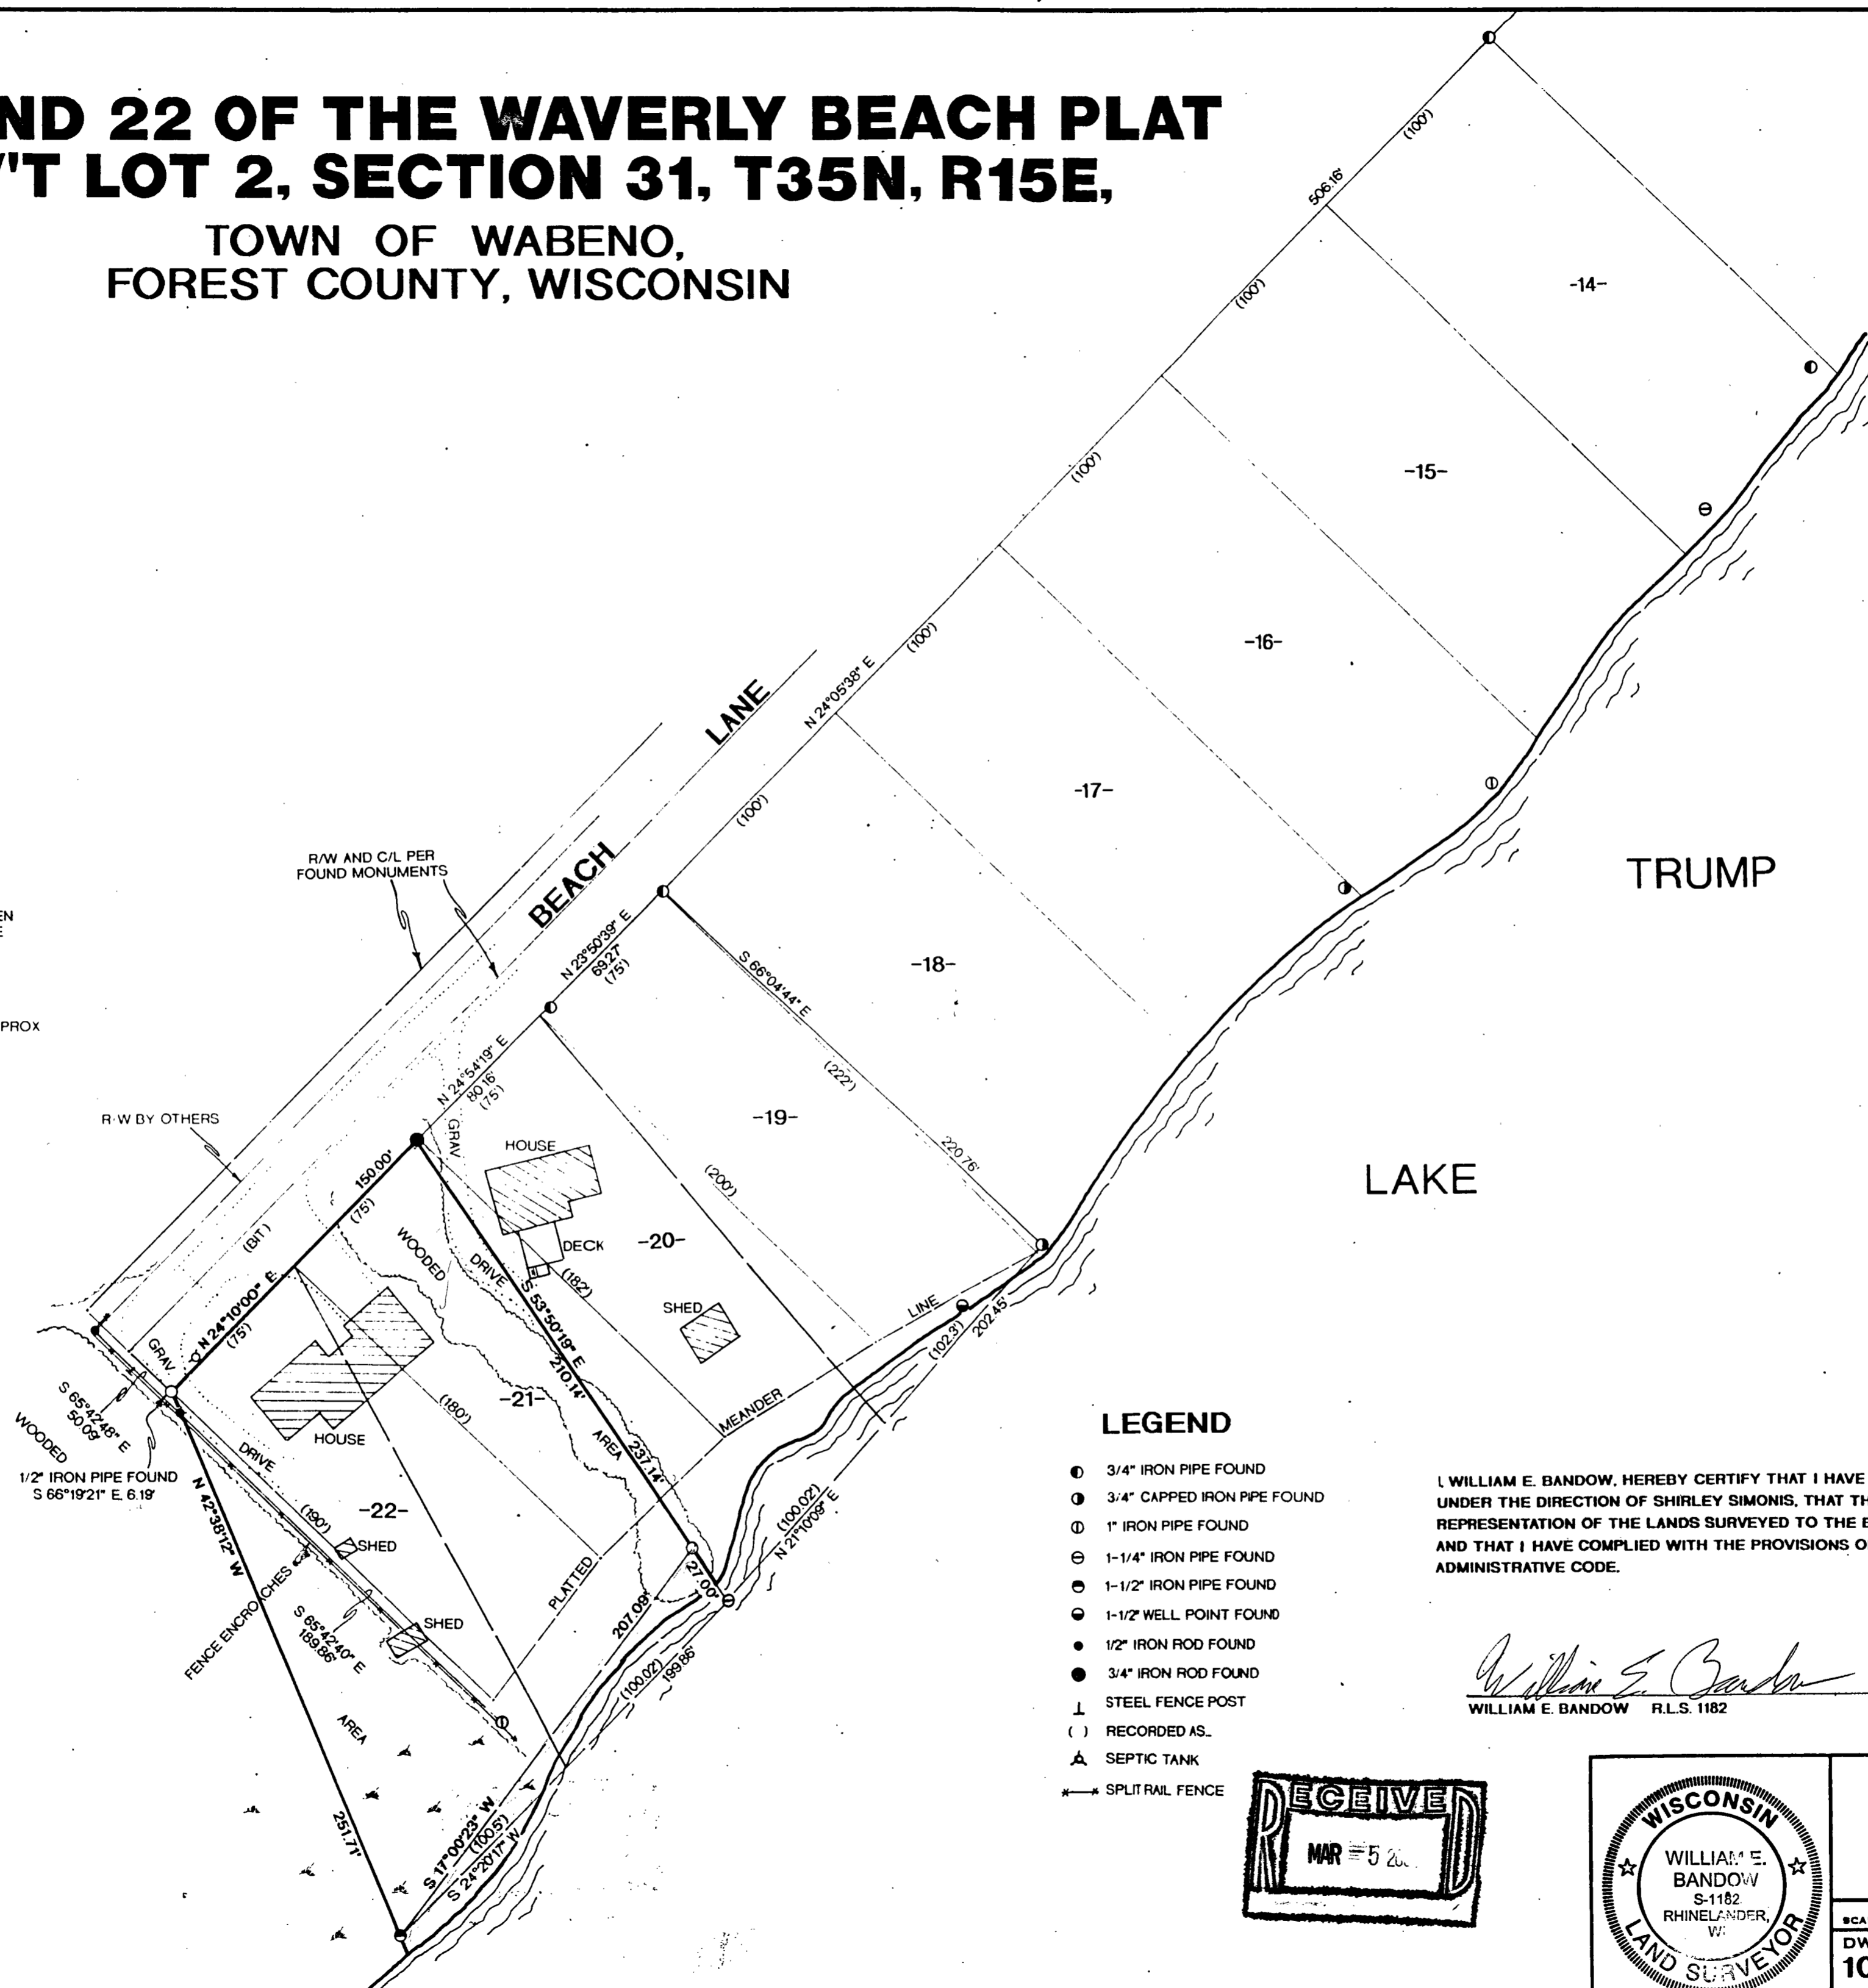 ND 22 OF THE WAVERLY BEACH PLAT
'T LOT 2, SECTION 31, T35N, R15E,
TOWN OF WABENO,
FOREST COUNTY, WISCONSIN
(100')
506.16'
(100')
(100')
(100')
N 24°05'38" E
(100')
-14-
-15-
-16-
-17-
-18-
-19-
-20-
-21-
-22-
TRUMP
LAKE
BEACH LANE
R/W AND C/L PER
FOUND MONUMENTS
EN
PROX
R-W BY OTHERS
N 23°50'39" E
69.27'
(75')
S 66°04'44" E
(222')
220.76'
N 24°54'19" E
80.16'
(75')
GRAV
HOUSE
DECK
(200')
(182')
SHED
150.00'
(75')
(BIT)
N 24°10'00" E
(75')
WOODED
DRIVE
S 53°50'19" E
210.14'
237.14'
AREA
27.00'
GRAV
HOUSE
DRIVE
(180')
(190')
SHED
SHED
S 65°42'48" E
50.09'
WOODED
1/2" IRON PIPE FOUND
S 66°19'21" E, 6.19'
N 42°38'12" W
251.71'
FENCE ENCROACHES
S 65°42'40" E
189.86'
AREA
PLATTED
MEANDER
LINE
(102.3')
202.45'
(100.02')
N 21°10'09" E
207.09'
(100.02')
199.86'
S 17°00'23" W
(100.5')
S 24°20'17" W
LEGEND
3/4" IRON PIPE FOUND
3/4" CAPPED IRON PIPE FOUND
1" IRON PIPE FOUND
1-1/4" IRON PIPE FOUND
1-1/2" IRON PIPE FOUND
1-1/2" WELL POINT FOUND
1/2" IRON ROD FOUND
3/4" IRON ROD FOUND
STEEL FENCE POST
( ) RECORDED AS_
SEPTIC TANK
SPLIT RAIL FENCE
I, WILLIAM E. BANDOW, HEREBY CERTIFY THAT I HAVE
UNDER THE DIRECTION OF SHIRLEY SIMONIS, THAT TH
REPRESENTATION OF THE LANDS SURVEYED TO THE B
AND THAT I HAVE COMPLIED WITH THE PROVISIONS O
ADMINISTRATIVE CODE.
William E. Bandow
WILLIAM E. BANDOW R.L.S. 1182
RECEIVED
MAR 5 20
WISCONSIN
WILLIAM E.
BANDOW
S-1182
RHINELANDER,
WI
LAND SURVEYOR
SCA
DW
10